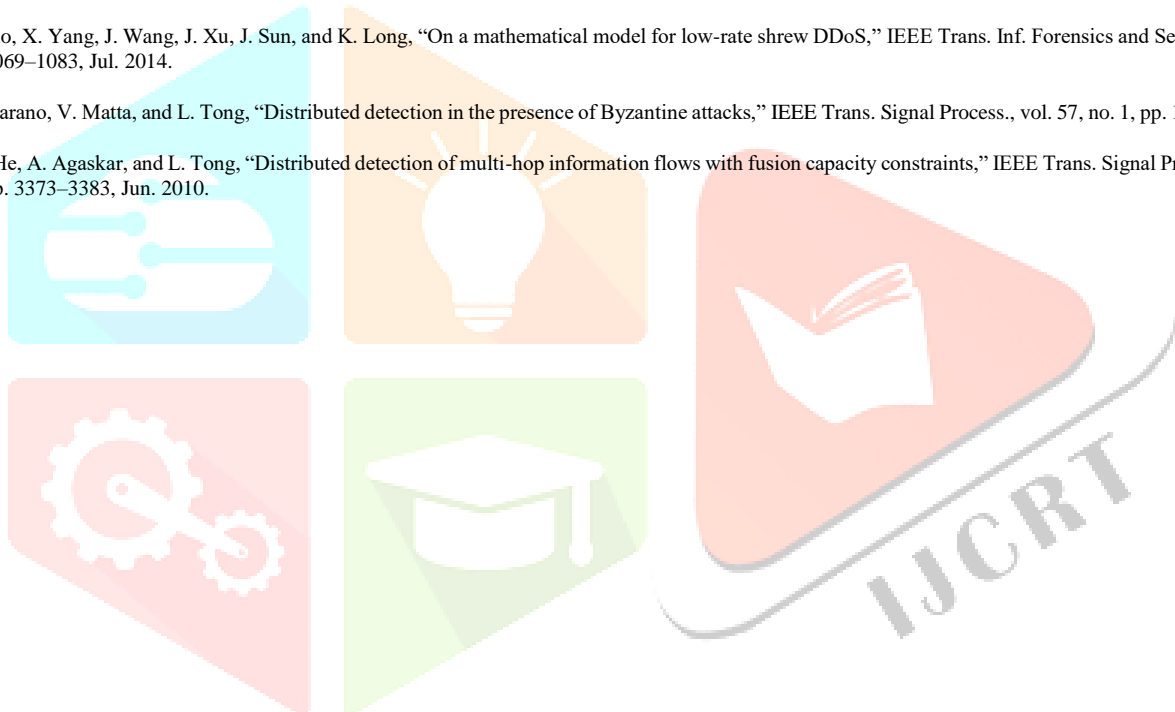 o, X. Yang, J. Wang, J. Xu, J. Sun, and K. Long, “On a mathematical model for low-rate shrew DDoS,” IEEE Trans. Inf. Forensics and Se
069–1083, Jul. 2014.
arano, V. Matta, and L. Tong, “Distributed detection in the presence of Byzantine attacks,” IEEE Trans. Signal Process., vol. 57, no. 1, pp.
He, A. Agaskar, and L. Tong, “Distributed detection of multi-hop information flows with fusion capacity constraints,” IEEE Trans. Signal Pr
. 3373–3383, Jun. 2010.
IJCRT